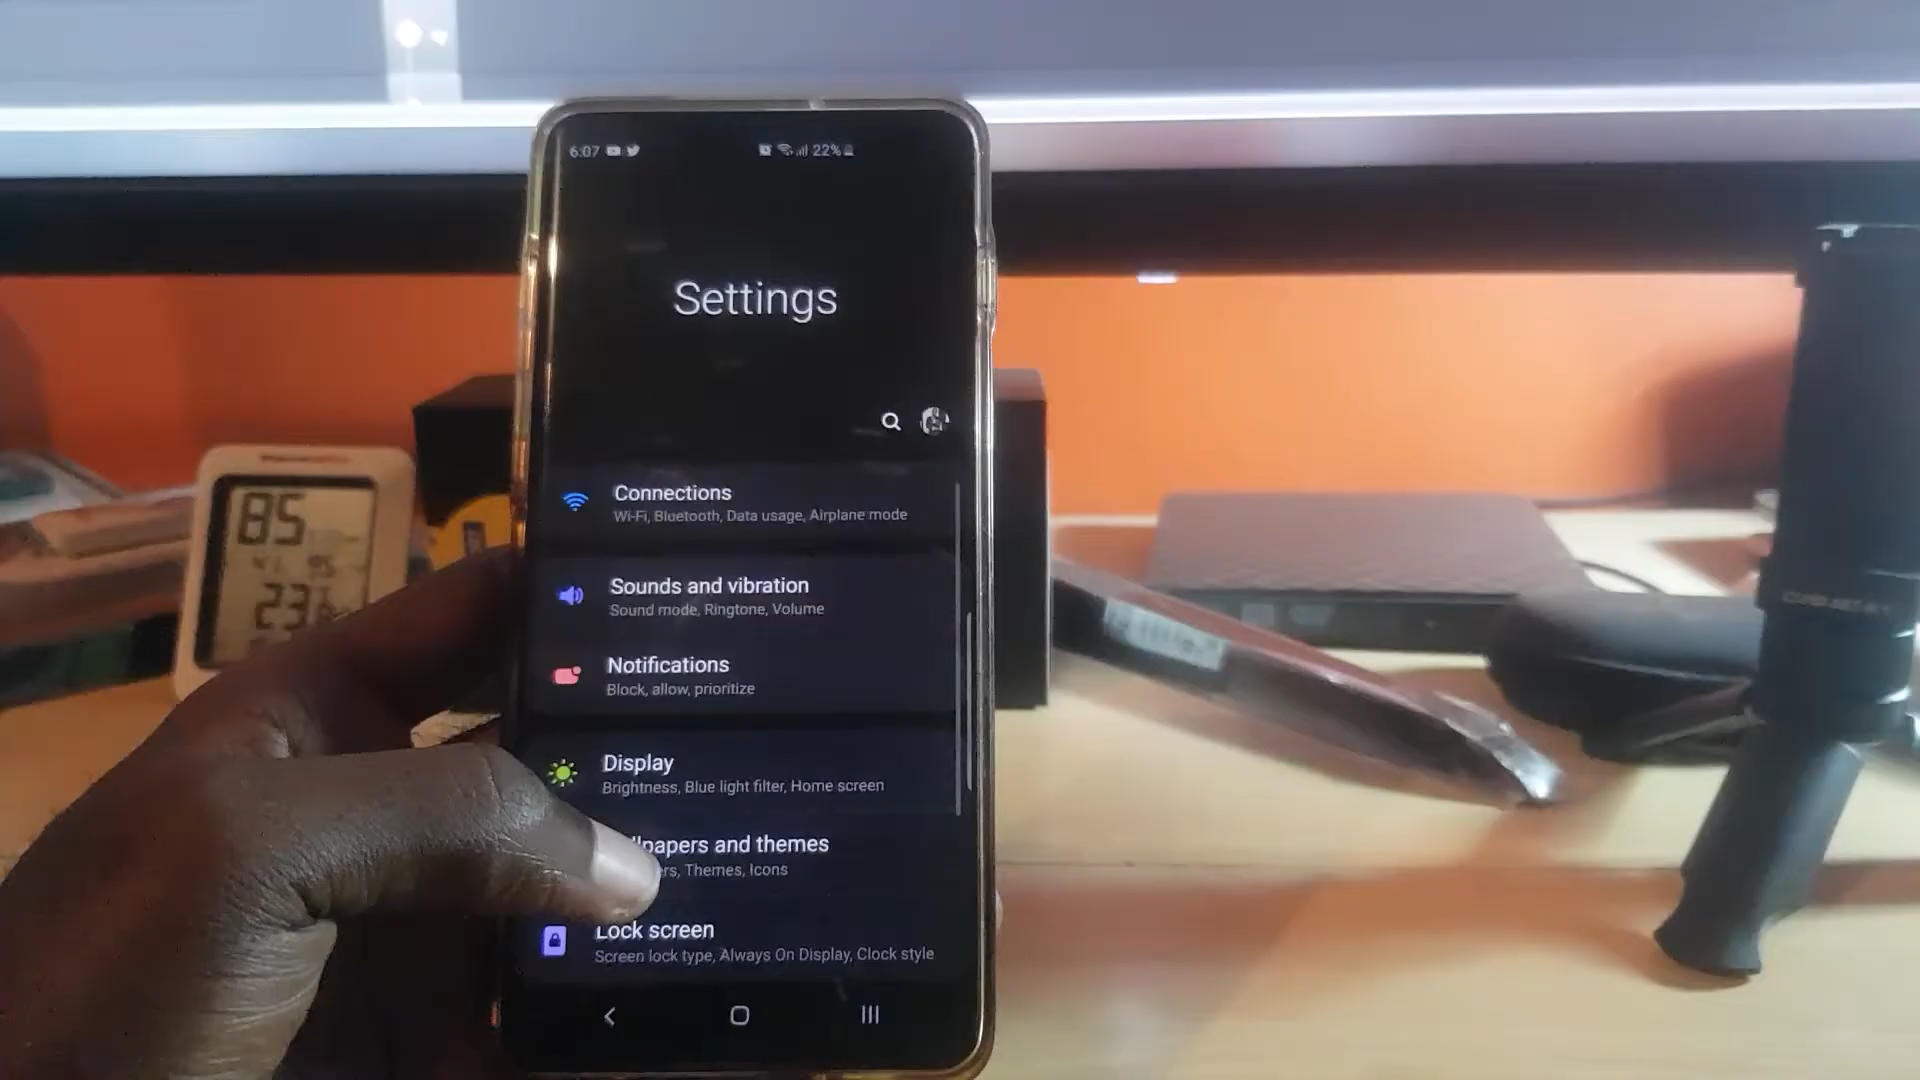 6:07
22%
Settings
Connections
Wi-Fi, Bluetooth, Data usage, Airplane mode
Sounds and vibration
Sound mode, Ringtone, Volume
Notifications
Block, allow, prioritize
Display
Brightness, Blue light filter, Home screen
llpapers and themes
ers, Themes, Icons
Lock screen
Screen lock type, Always On Display, Clock style
85
23